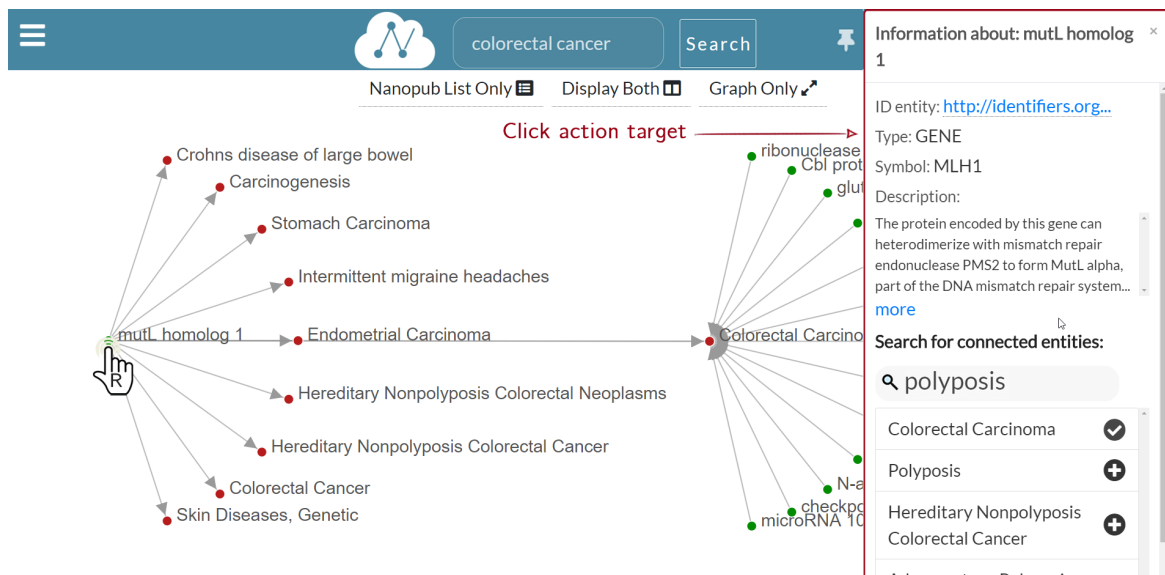 colorectal cancer
Search
Nanopub List Only
Display Both
Graph Only
Click action target
Crohns disease of large bowel
Carcinogenesis
Stomach Carcinoma
Intermittent migraine headaches
mutL homolog 1
Endometrial Carcinoma
Hereditary Nonpolyposis Colorectal Neoplasms
Hereditary Nonpolyposis Colorectal Cancer
Colorectal Cancer
Skin Diseases, Genetic
R
ribonuclease
Cbl prot
glut
Colorectal Carcino
N-a
checkpo
microRNA 10
Information about: mutL homolog
1
×
ID entity: http://identifiers.org...
Type: GENE
Symbol: MLH1
Description:
The protein encoded by this gene can
heterodimerize with mismatch repair
endonuclease PMS2 to form MutL alpha,
part of the DNA mismatch repair system...
more
Search for connected entities:
polyposis
Colorectal Carcinoma
Polyposis
Hereditary Nonpolyposis
Colorectal Cancer